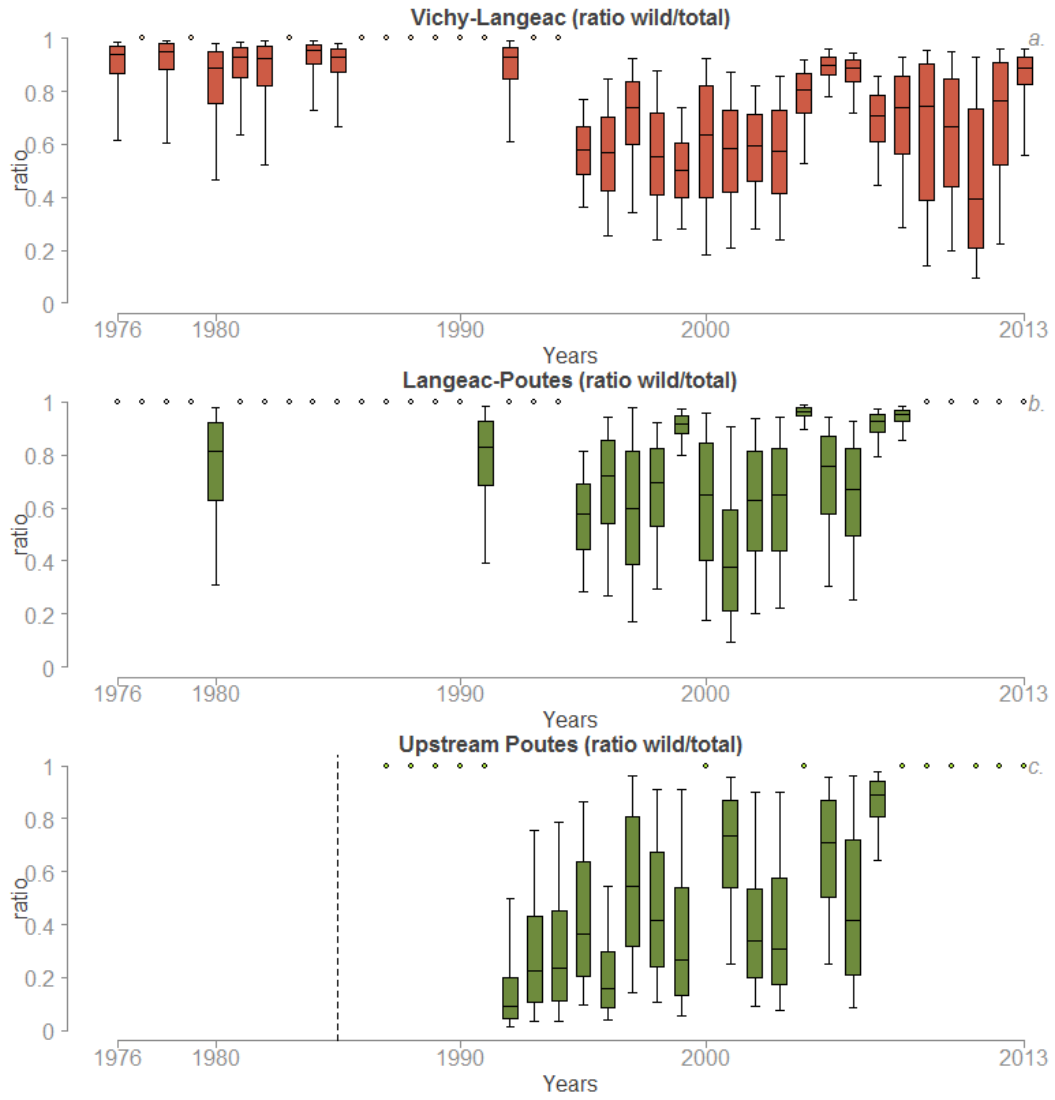 Vichy-Langeac (ratio wild/total)
a.
1
0.8
0.6
0.4
0.2
0
ratio
1976 1980 1990 2000 2013
Years
Langeac-Poutes (ratio wild/total)
b.
1
0.8
0.6
0.4
0.2
0
ratio
1976 1980 1990 2000 2013
Years
Upstream Poutes (ratio wild/total)
c.
1
0.8
0.6
0.4
0.2
0
ratio
1976 1980 1990 2000 2013
Years